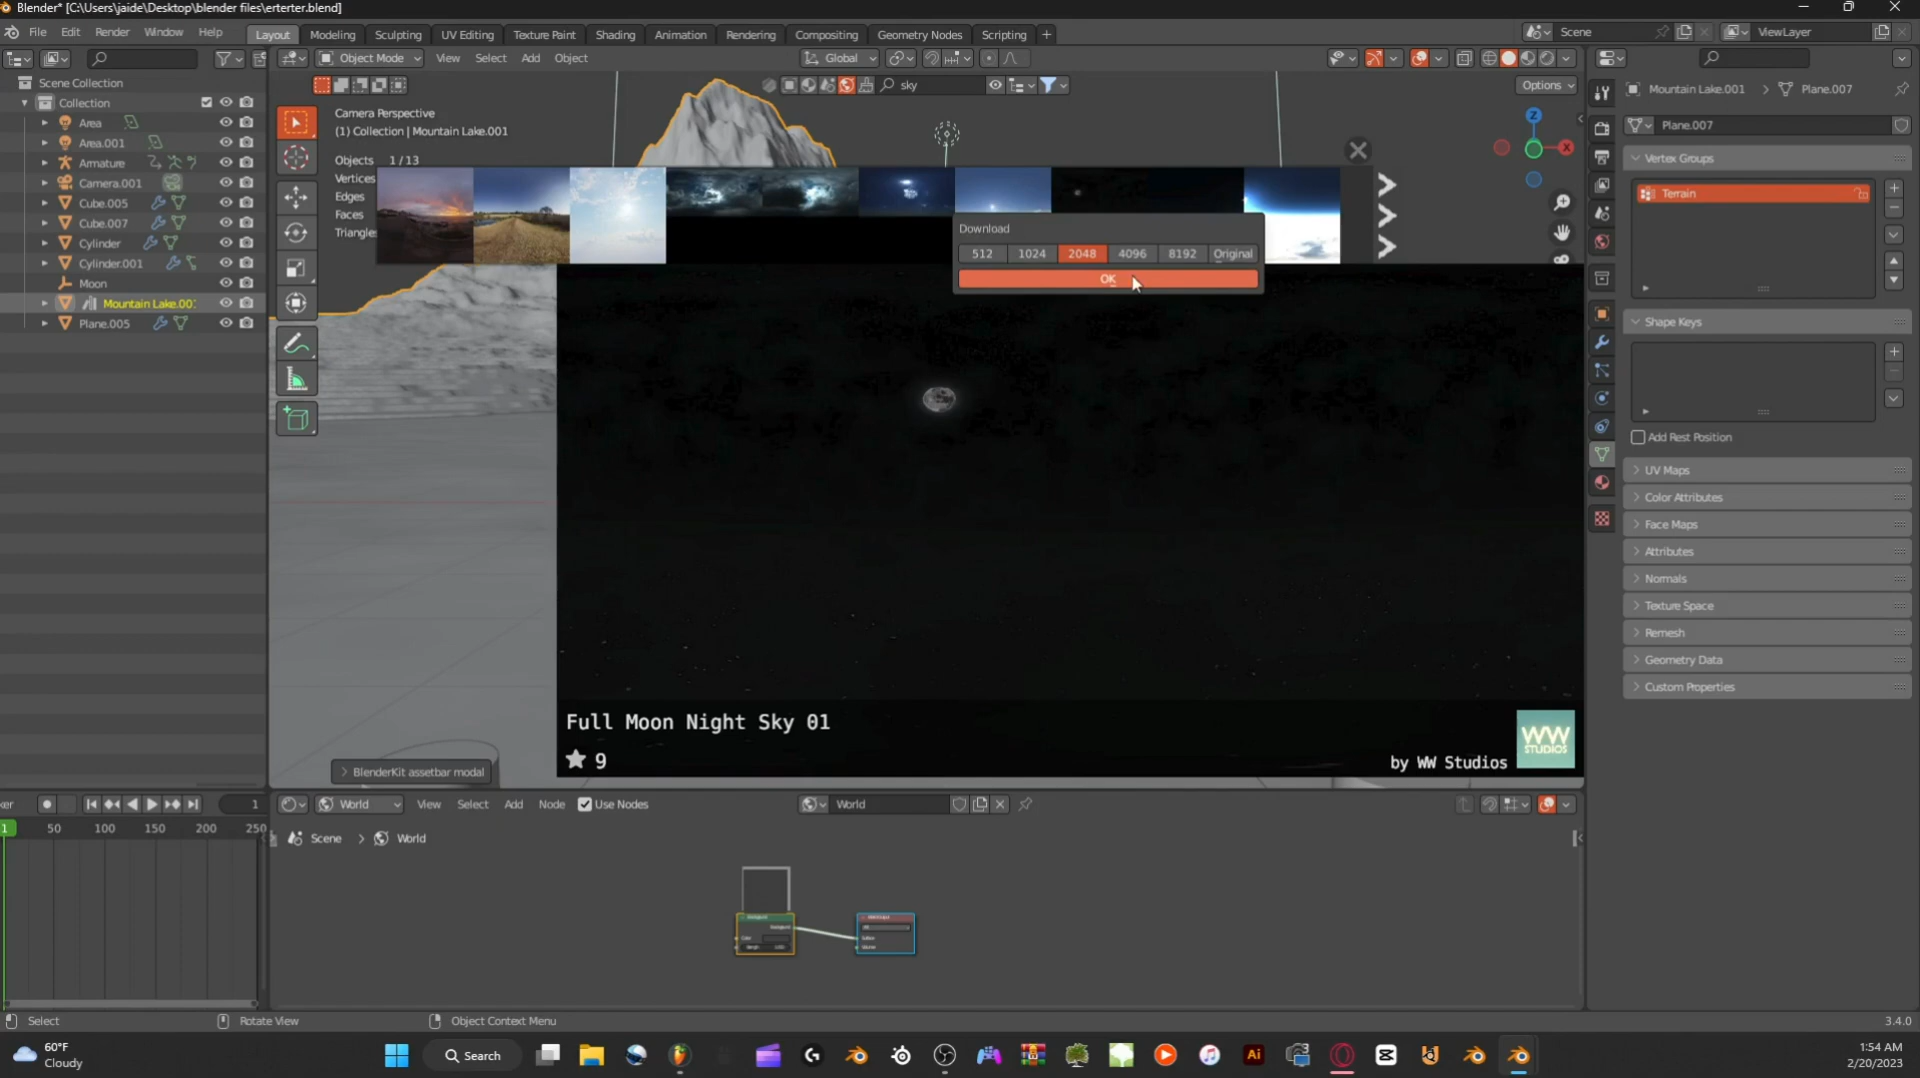 Blender* [C:\Users\jaide\Desktop\blender files\erterter.blend]
File Edit Render Window Help Layout Modeling Sculpting UV Editing Texture Paint Shading Animation Rendering Compositing Geometry Nodes Scripting + Scene ViewLayer
Object Mode View Select Add Object Global
sky Options
Scene Collection
Collection
Area
Area.001
Armature
Camera.001
Cube.005
Cube.007
Cylinder
Cylinder.001
Moon
Mountain Lake.00
Plane.005
Camera Perspective
(1) Collection | Mountain Lake.001
Objects 1/13
Vertices
Edges
Faces
Triangle
Z
X
Download
512 1024 2048 4096 8192 Original
OK
Full Moon Night Sky 01
9
by WW Studios
WW
STUDIOS
BlenderKit assetbar modal
Mountain Lake.001 > Plane.007
Plane.007
Vertex Groups
Terrain
Shape Keys
Add Rest Position
UV Maps
Color Attributes
Face Maps
Attributes
Normals
Texture Space
Remesh
Geometry Data
Custom Properties
1
1 50 100 150 200 250
World View Select Add Node Use Nodes World
Scene > World
Select Rotate View Object Context Menu 3.4.0
60°F
Cloudy
Search
Ai
1:54 AM
2/20/2023